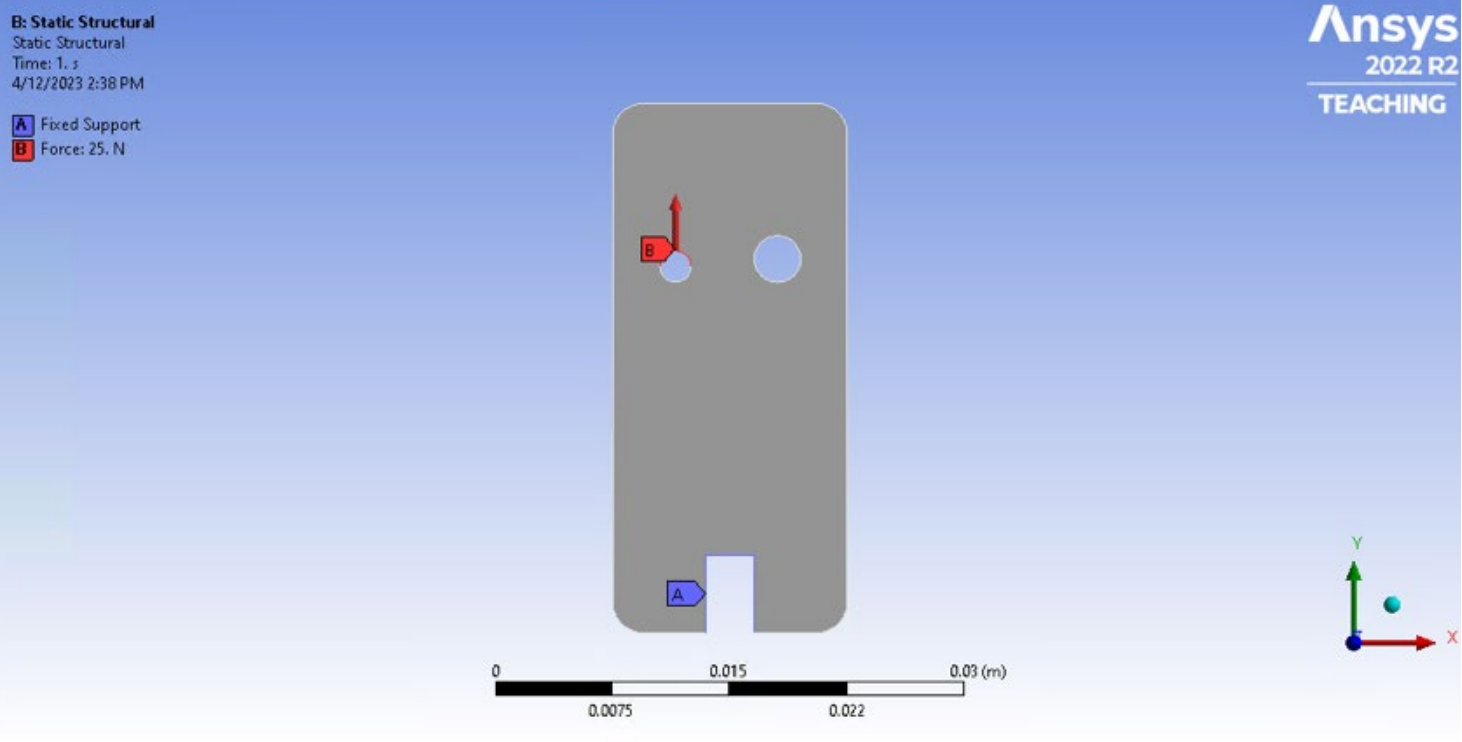 B: Static Structural
Static Structural
Time: 1. s
4/12/2023 2:38 PM
A Fixed Support
B Force: 25. N
Ansys
2022 R2
TEACHING
B
A
Y
X
0 0.015 0.03 (m)
0.0075 0.022